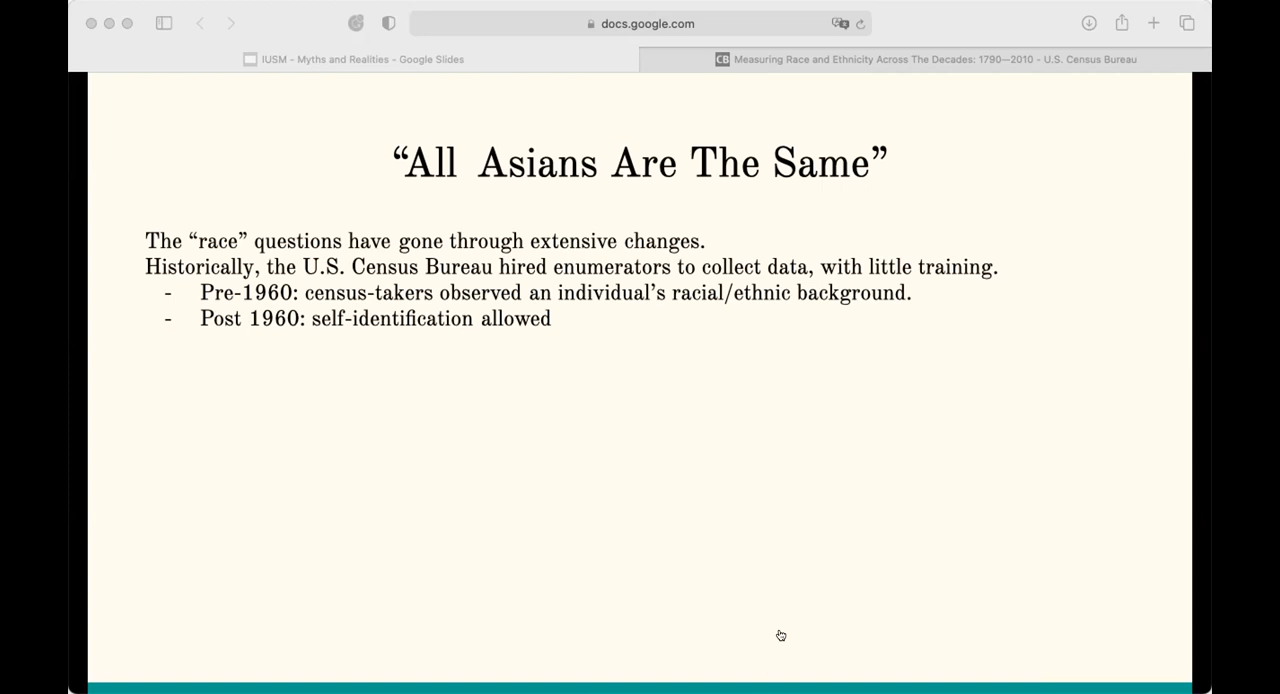 docs.google.com
IUSM - Myths and Realities - Google Slides
CB Measuring Race and Ethnicity Across The Decades: 1790—2010 - U.S. Census Bureau
“All Asians Are The Same”
The “race” questions have gone through extensive changes.
Historically, the U.S. Census Bureau hired enumerators to collect data, with little training.
- Pre-1960: census-takers observed an individual’s racial/ethnic background.
- Post 1960: self-identification allowed